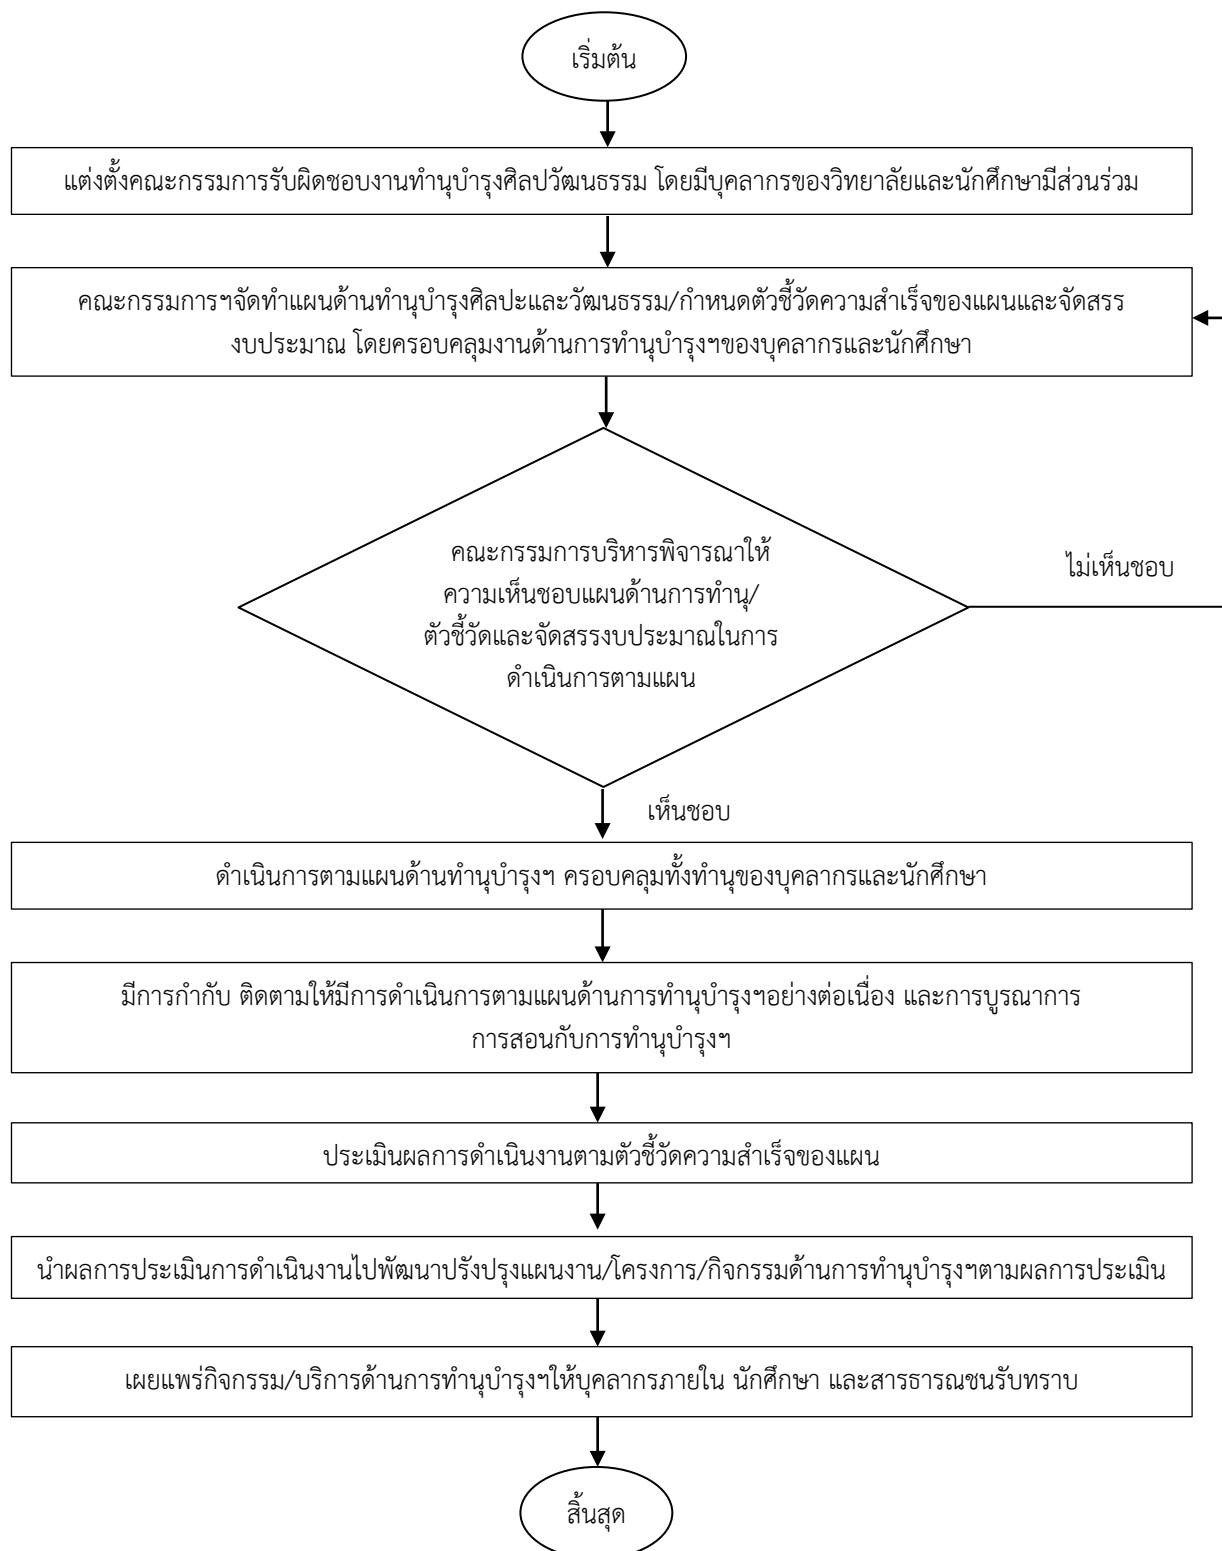 เริ่มต้น
แต่งตั้งคณะกรรมการรับผิดชอบงานทำนุบำรุงศิลปวัฒนธรรม โดยมีบุคลากรของวิทยาลัยและนักศึกษามีส่วนร่วม
คณะกรรมการฯจัดทำแผนด้านทำนุบำรุงศิลปะและวัฒนธรรม/กำหนดตัวชี้วัดความสำเร็จของแผนและจัดสรร
งบประมาณ โดยครอบคลุมงานด้านการทำนุบำรุงฯของบุคลากรและนักศึกษา
คณะกรรมการบริหารพิจารณาให้
ความเห็นชอบแผนด้านการทำนุ/
ตัวชี้วัดและจัดสรรงบประมาณในการ
ดำเนินการตามแผน
ไม่เห็นชอบ
เห็นชอบ
ดำเนินการตามแผนด้านทำนุบำรุงฯ ครอบคลุมทั้งทำนุของบุคลากรและนักศึกษา
มีการกำกับ ติดตามให้มีการดำเนินการตามแผนด้านการทำนุบำรุงฯอย่างต่อเนื่อง และการบูรณาการ
การสอนกับการทำนุบำรุงฯ
ประเมินผลการดำเนินงานตามตัวชี้วัดความสำเร็จของแผน
นำผลการประเมินการดำเนินงานไปพัฒนาปรังปรุงแผนงาน/โครงการ/กิจกรรมด้านการทำนุบำรุงฯตามผลการประเมิน
เผยแพร่กิจกรรม/บริการด้านการทำนุบำรุงฯให้บุคลากรภายใน นักศึกษา และสารธารณชนรับทราบ
สิ้นสุด